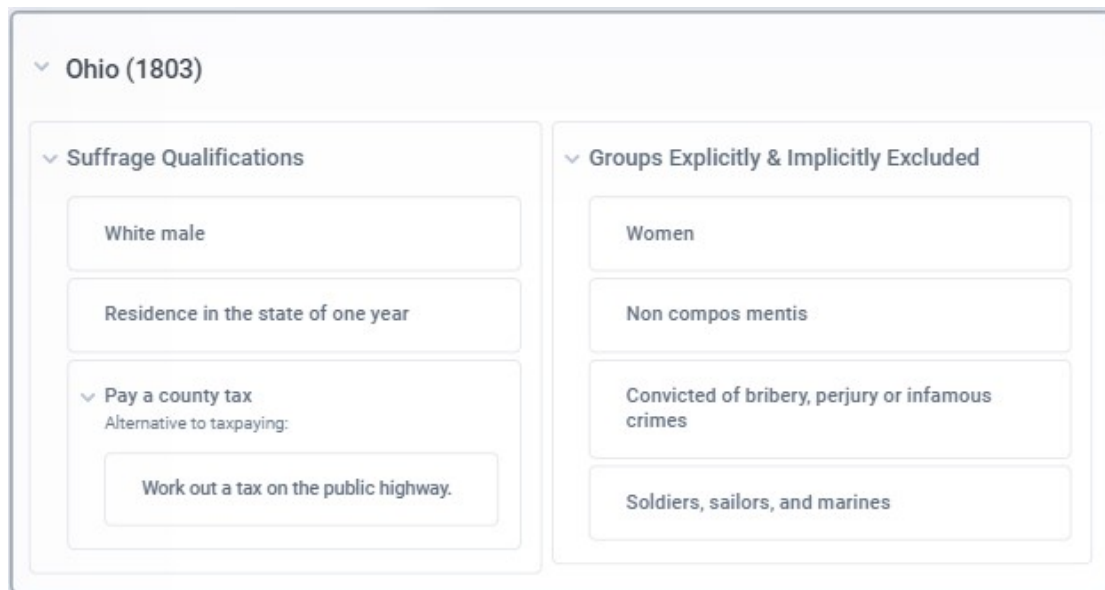 Ohio (1803)
Suffrage Qualifications
White male
Residence in the state of one year
Pay a county tax
Alternative to taxpaying:
Work out a tax on the public highway.
Groups Explicitly & Implicitly Excluded
Women
Non compos mentis
Convicted of bribery, perjury or infamous
crimes
Soldiers, sailors, and marines